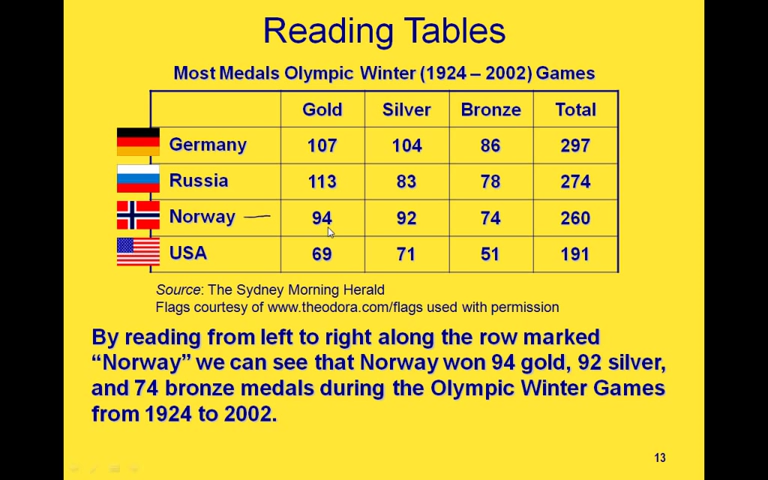 Reading Tables
Most Medals Olympic Winter (1924 – 2002) Games
Gold Silver Bronze Total
Germany 107 104 86 297
Russia 113 83 78 274
Norway 94 92 74 260
USA 69 71 51 191
Source: The Sydney Morning Herald
Flags courtesy of www.theodora.com/flags used with permission
By reading from left to right along the row marked
“Norway” we can see that Norway won 94 gold, 92 silver,
and 74 bronze medals during the Olympic Winter Games
from 1924 to 2002.
13